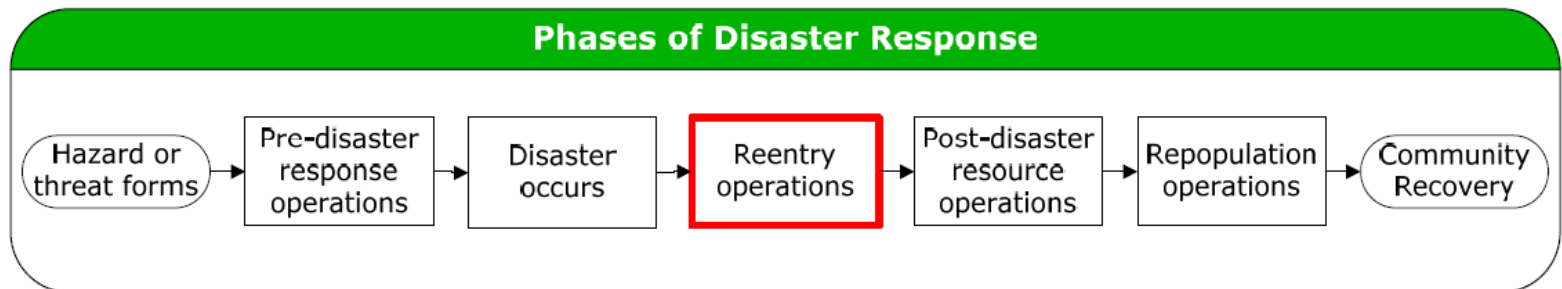 Phases of Disaster Response
Hazard or
threat forms
Pre-disaster
response
operations
Disaster
occurs
Reentry
operations
Post-disaster
resource
operations
Repopulation
operations
Community
Recovery